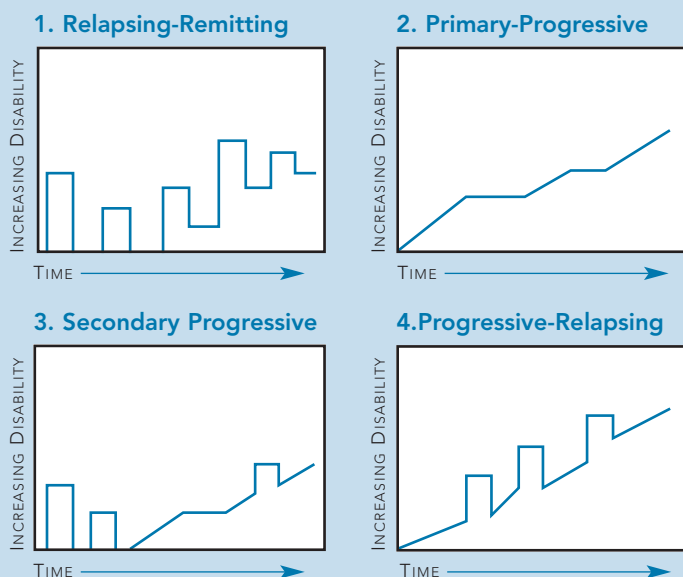 1. Relapsing-Remitting
INCREASING DISABILITY
TIME
2. Primary-Progressive
INCREASING DISABILITY
TIME
3. Secondary Progressive
INCREASING DISABILITY
TIME
4.Progressive-Relapsing
INCREASING DISABILITY
TIME